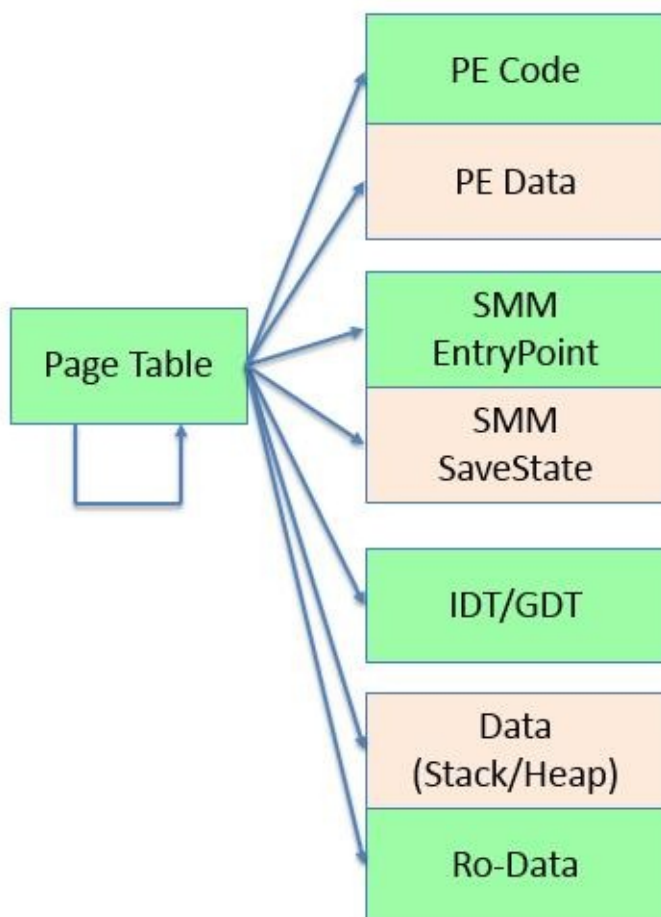 PE Code
PE Data
SMM
EntryPoint
Page Table
SMM
SaveState
IDT/GDT
Data
(Stack/Heap)
Ro-Data